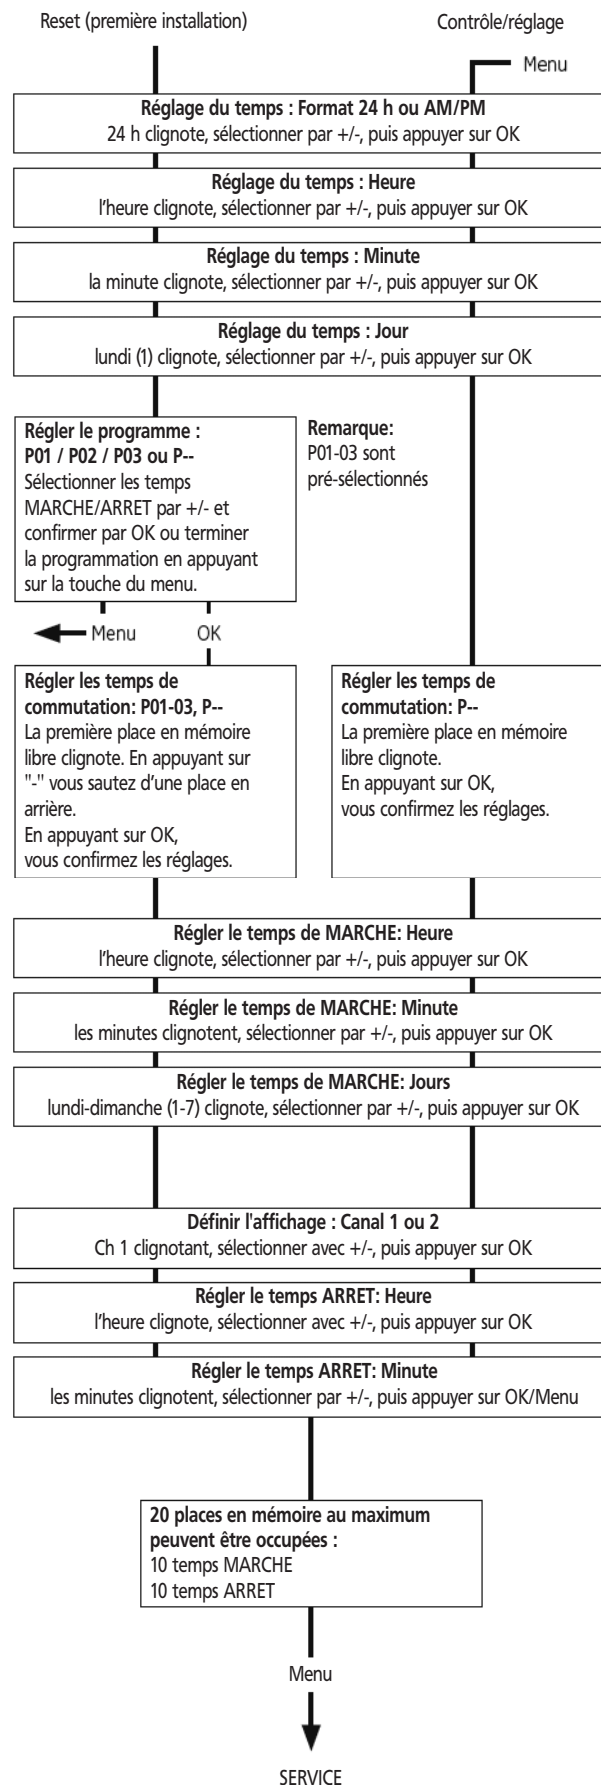 Reset (première installation)
Contrôle/réglage
Menu
Réglage du temps : Format 24 h ou AM/PM
24 h clignote, sélectionner par +/-, puis appuyer sur OK
Réglage du temps : Heure
l'heure clignote, sélectionner par +/-, puis appuyer sur OK
Réglage du temps : Minute
la minute clignote, sélectionner par +/-, puis appuyer sur OK
Réglage du temps : Jour
lundi (1) clignote, sélectionner par +/-, puis appuyer sur OK
Régler le programme :
P01 / P02 / P03 ou P--
Sélectionner les temps
MARCHE/ARRET par +/- et
confirmer par OK ou terminer
la programmation en appuyant
sur la touche du menu.
Remarque:
P01-03 sont
pré-sélectionnés
Menu
OK
Régler les temps de
commutation: P01-03, P--
La première place en mémoire
libre clignote. En appuyant sur
"-" vous sautez d'une place en
arrière.
En appuyant sur OK,
vous confirmez les réglages.
Régler les temps de
commutation: P--
La première place en mémoire
libre clignote.
En appuyant sur OK,
vous confirmez les réglages.
Régler le temps de MARCHE: Heure
l'heure clignote, sélectionner par +/-, puis appuyer sur OK
Régler le temps de MARCHE: Minute
les minutes clignotent, sélectionner par +/-, puis appuyer sur OK
Régler le temps de MARCHE: Jours
lundi-dimanche (1-7) clignote, sélectionner par +/-, puis appuyer sur OK
Définir l'affichage : Canal 1 ou 2
Ch 1 clignotant, sélectionner avec +/-, puis appuyer sur OK
Régler le temps ARRET: Heure
l'heure clignote, sélectionner avec +/-, puis appuyer sur OK
Régler le temps ARRET: Minute
les minutes clignotent, sélectionner par +/-, puis appuyer sur OK/Menu
20 places en mémoire au maximum
peuvent être occupées :
10 temps MARCHE
10 temps ARRET
Menu
SERVICE